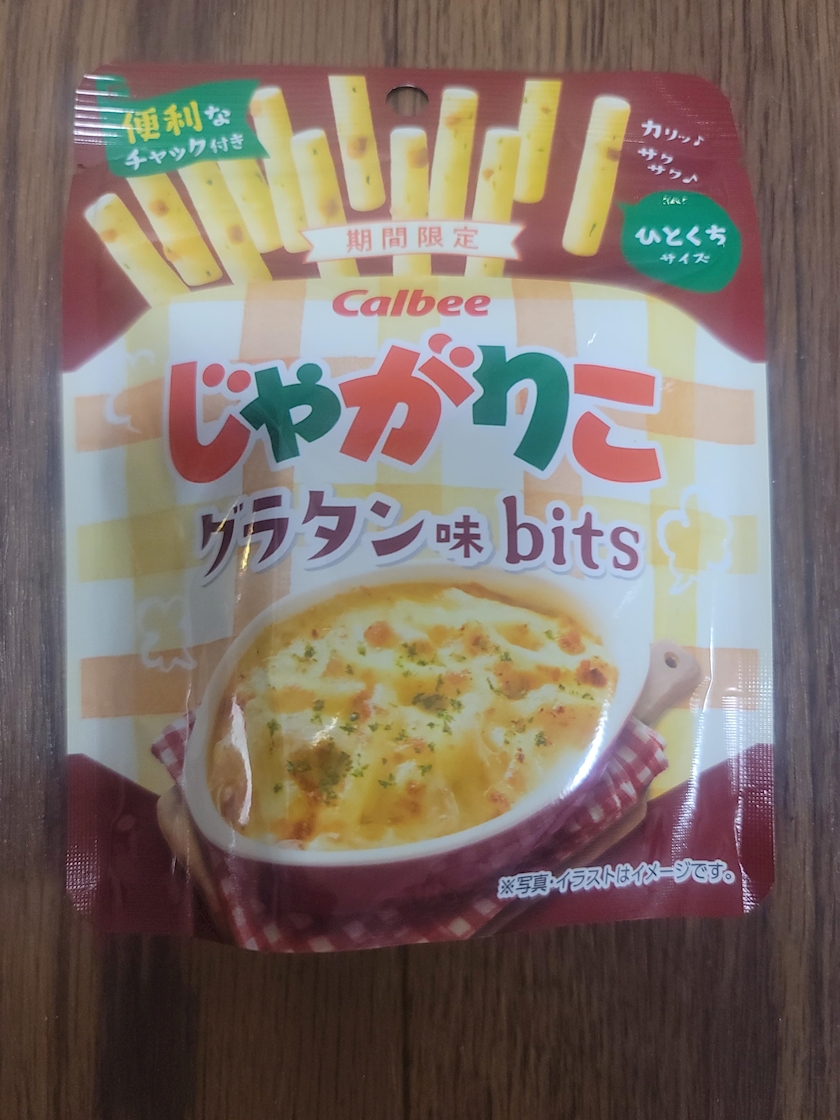 便利な
チャック付き
カリッ♪
サク
サク♪
ひとくち
サイズ
期間限定
Calbee
じゃがりこ
グラタン味 bits
※写真・イラストはイメージです。